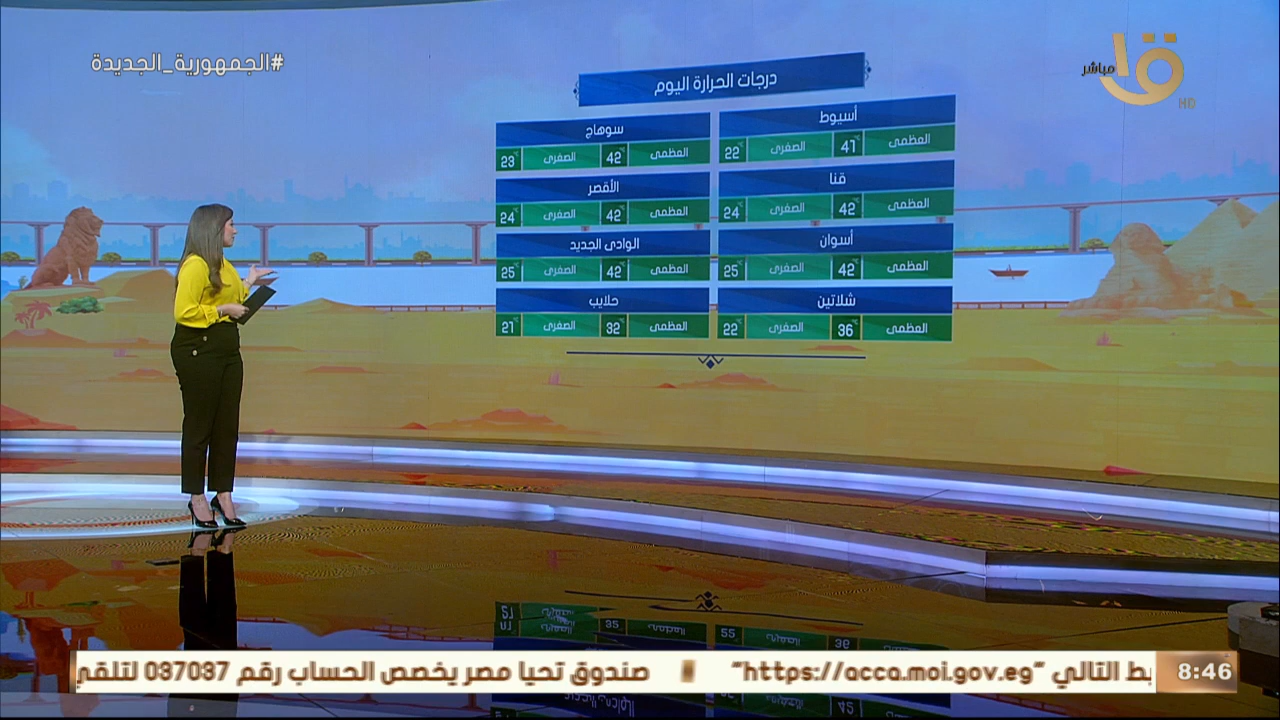 #الجمهورية_الجديدة
مباشر
HD
درجات الحرارة اليوم
أسيوط
العظمى 41 الصغرى 22
سوهاج
العظمى 42 الصغرى 23
قنا
العظمى 42 الصغرى 24
الأقصر
العظمى 42 الصغرى 24
أسوان
العظمى 42 الصغرى 25
الوادى الجديد
العظمى 42 الصغرى 25
شلاتين
العظمى 36 الصغرى 22
حلايب
العظمى 32 الصغرى 21
8:46
بط التالي "https://acca.moi.gov.eg" صندوق تحيا مصر يخصص الحساب رقم 037037 لتلقي